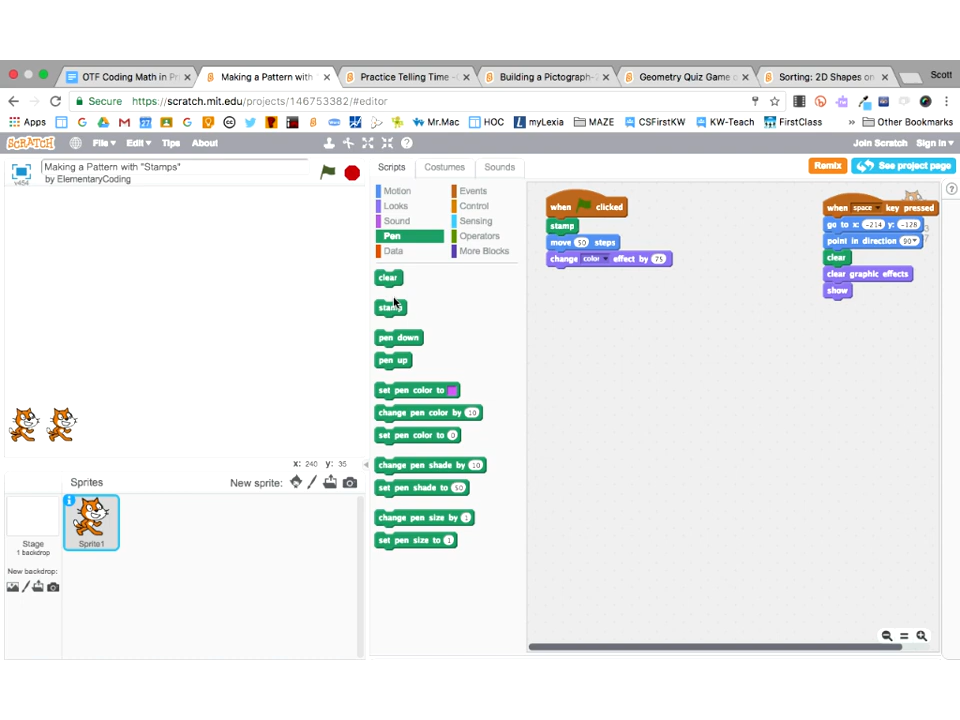 OTF Coding Math in Pri
Making a Pattern with
Practice Telling Time -
Building a Pictograph-
Geometry Quiz Game o
Sorting: 2D Shapes on
Scott
Secure https://scratch.mit.edu/projects/146753382/#editor
Apps
Mr.Mac
HOC
myLexia
MAZE
CSFirstKW
KW-Teach
FirstClass
» Other Bookmarks
SCRATCH
File
Edit
Tips
About
Join Scratch
Sign in
v454
Making a Pattern with "Stamps"
by ElementaryCoding
Scripts
Costumes
Sounds
Remix
See project page
Motion
Looks
Sound
Pen
Data
Events
Control
Sensing
Operators
More Blocks
clear
stamp
pen down
pen up
set pen color to
change pen color by 10
set pen color to 0
change pen shade by 10
set pen shade to 50
change pen size by 1
set pen size to 1
when clicked
stamp
move 50 steps
change color effect by 75
when space key pressed
go to x: -214 y: -128
point in direction 90
clear
clear graphic effects
show
x: 240 y: 35
Sprites
New sprite:
Sprite1
Stage
1 backdrop
New backdrop: